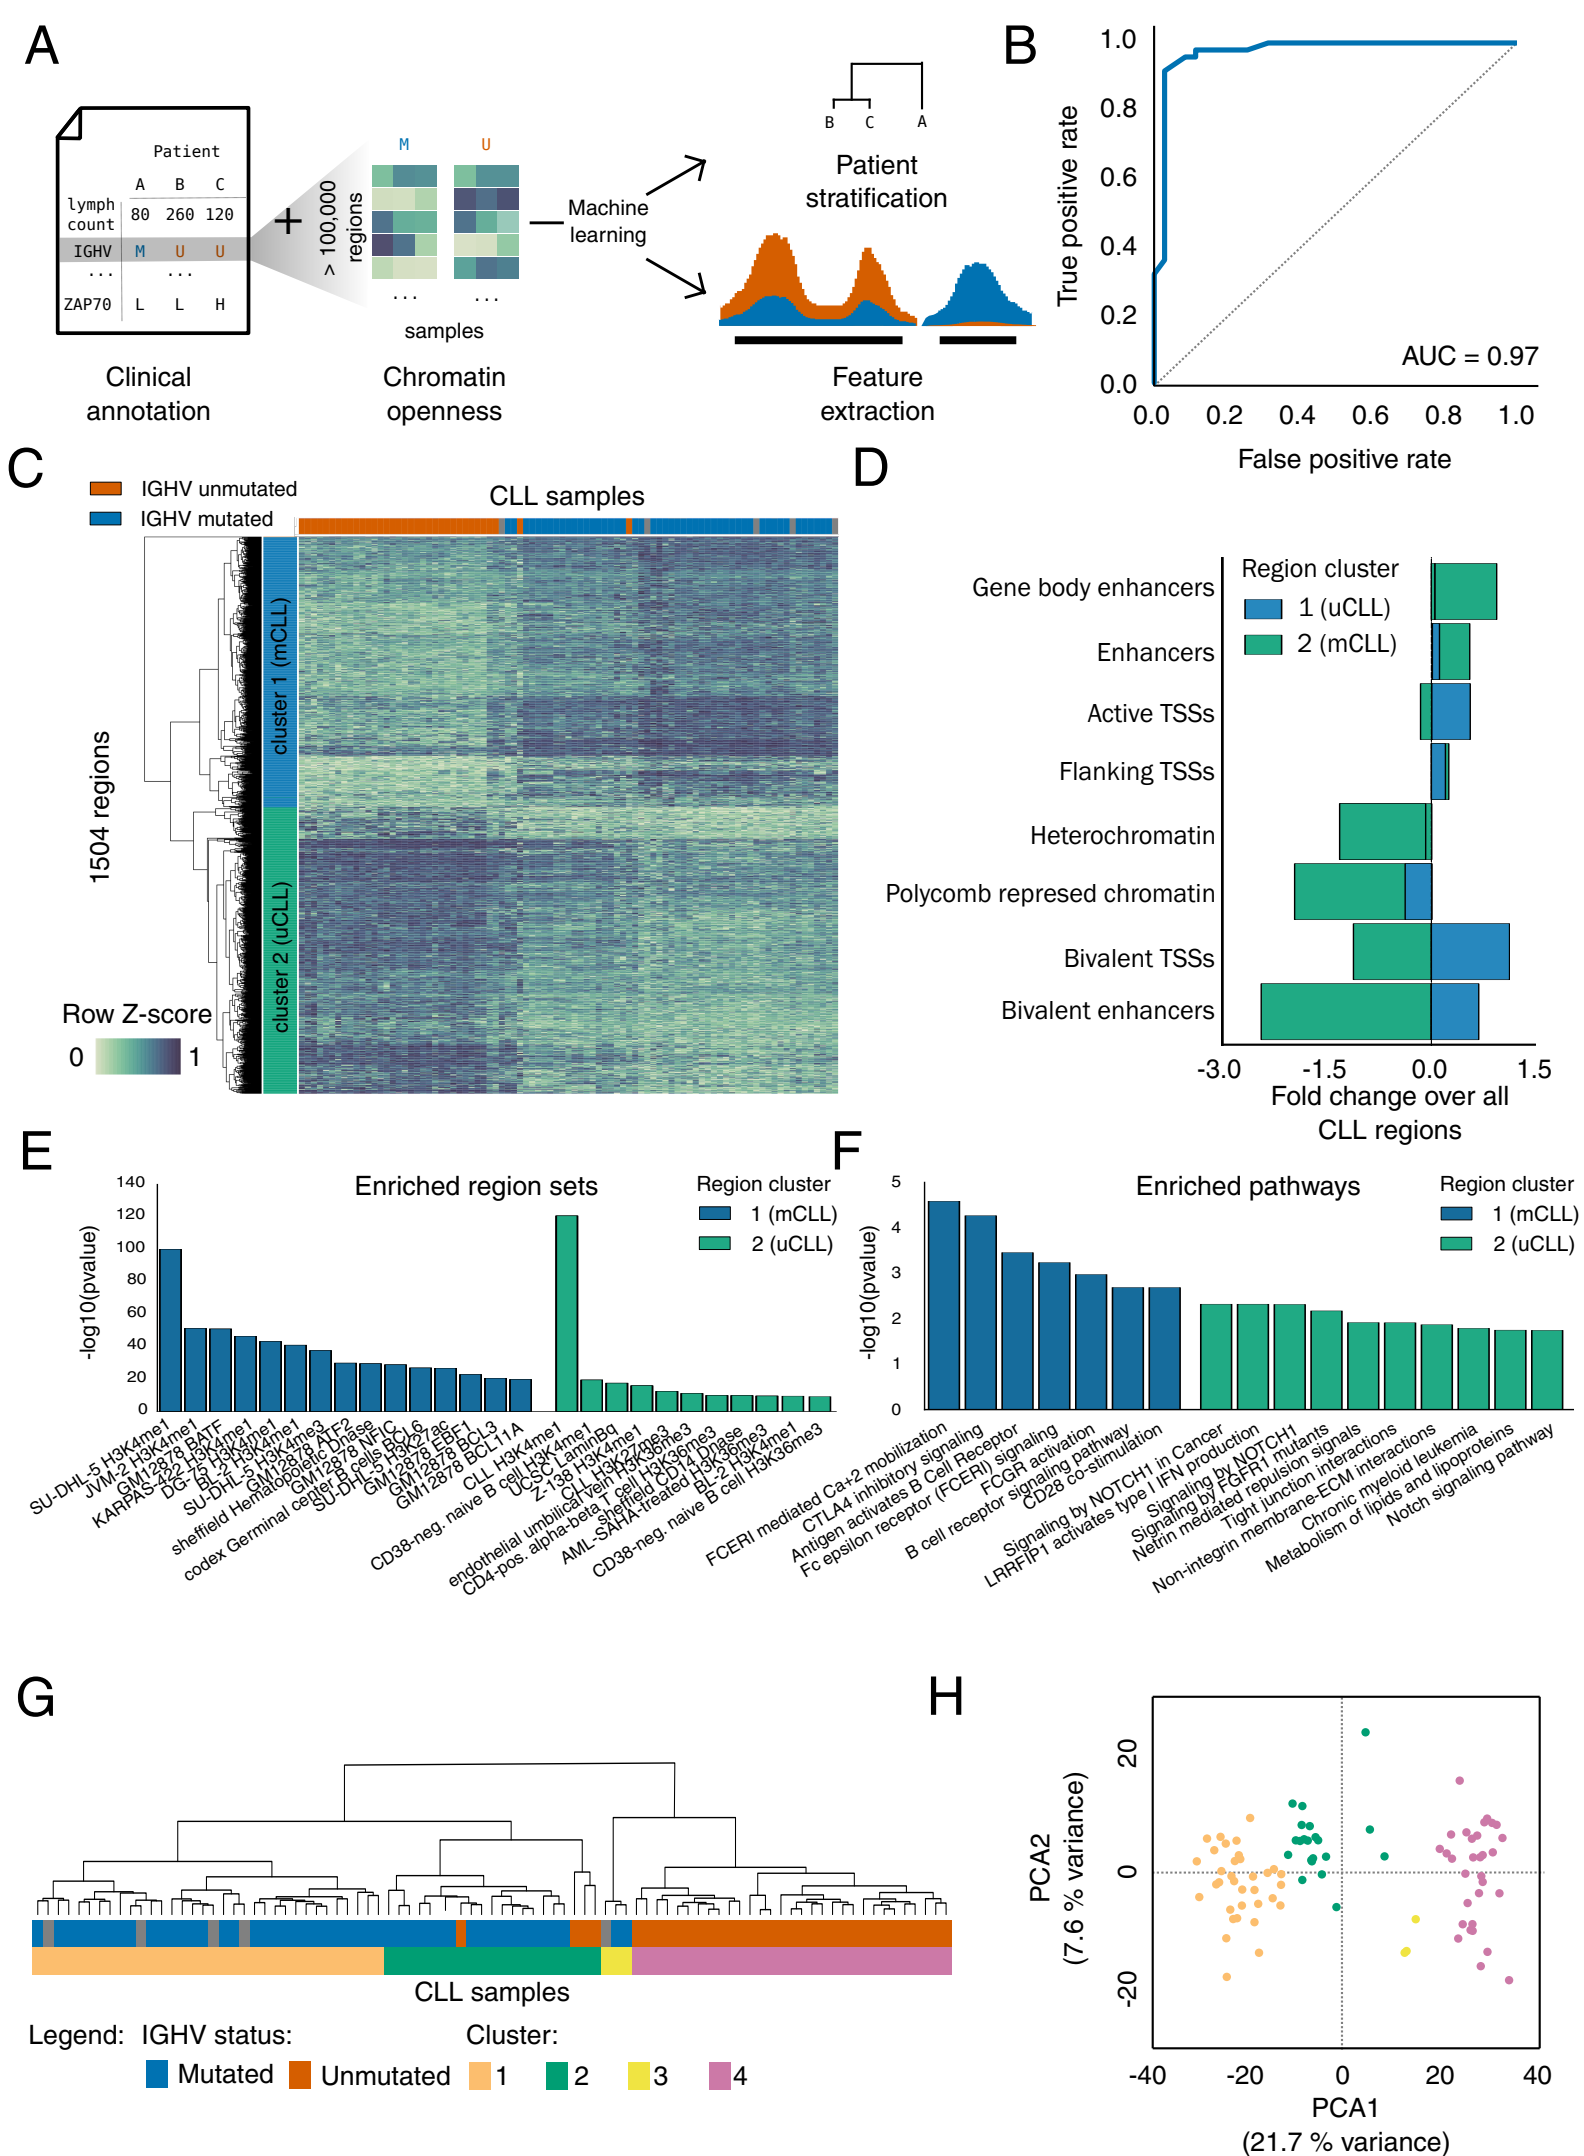 A
Patient
A B C
lymph count 80 260 120
IGHV M U U
... ...
ZAP70 L L H
Clinical
annotation
+
> 100,000
regions
M U
... ...
samples
Chromatin
openness
Machine
learning
B C A
Patient
stratification
Feature
extraction
B
True positive rate
1.0
0.8
0.6
0.4
0.2
0.0
AUC = 0.97
0.0 0.2 0.4 0.6 0.8 1.0
False positive rate
C
IGHV unmutated
IGHV mutated
CLL samples
1504 regions
cluster 1 (mCLL)
cluster 2 (uCLL)
Row Z-score
0 1
D
Region cluster
1 (uCLL)
2 (mCLL)
Gene body enhancers
Enhancers
Active TSSs
Flanking TSSs
Heterochromatin
Polycomb represed chromatin
Bivalent TSSs
Bivalent enhancers
-3.0 -1.5 0.0 1.5
Fold change over all
CLL regions
E
Enriched region sets
Region cluster
1 (mCLL)
2 (uCLL)
-log10(pvalue)
140
120
100
80
60
40
20
0
SU-DHL-5 H3K4me1
JVM-2 H3K4me1
GM12878 BATF
KARPAS-422 H3K4me1
DG-75 H3K4me1
BL-2 H3K4me1
SU-DHL-5 H3K4me3
GM12878 ATF2
sheffield Hematopoietic Dnase
GM12878 NFIC
codex Germinal center B cells BCL6
SU-DHL-5 H3K27ac
GM12878 EBF1
GM12878 BCL3
GM12878 BCL11A
CLL H3K4me1
CD38-neg. naive B cell H3K4me1
UCSC LaminBq
Z-138 H3K4me1
CLL H3K27me3
endothelial umbilical vein H3K36me3
CD4-pos. alpha-beta T cell H3K36me3
sheffield CD14 Dnase
AML-SAHA-treated H3K36me3
BL-2 H3K4me1
CD38-neg. naive B cell H3K36me3
F
Enriched pathways
Region cluster
1 (mCLL)
2 (uCLL)
-log10(pvalue)
5
4
3
2
1
0
FCERI mediated Ca+2 mobilization
CTLA4 inhibitory signaling
Antigen activates B Cell Receptor
Fc epsilon receptor (FCERI) signaling
FCGR activation
B cell receptor signaling pathway
CD28 co-stimulation
Signaling by NOTCH1 in Cancer
LRRFIP1 activates type I IFN production
Signaling by NOTCH1
Signaling by FGFR1 mutants
Netrin mediated repulsion signals
Tight junction interactions
Non-integrin membrane-ECM interactions
Chronic myeloid leukemia
Metabolism of lipids and lipoproteins
Notch signaling pathway
G
CLL samples
Legend: IGHV status: Cluster:
Mutated Unmutated 1 2 3 4
H
PCA2
(7.6 % variance)
20
0
-20
-40 -20 0 20 40
PCA1
(21.7 % variance)